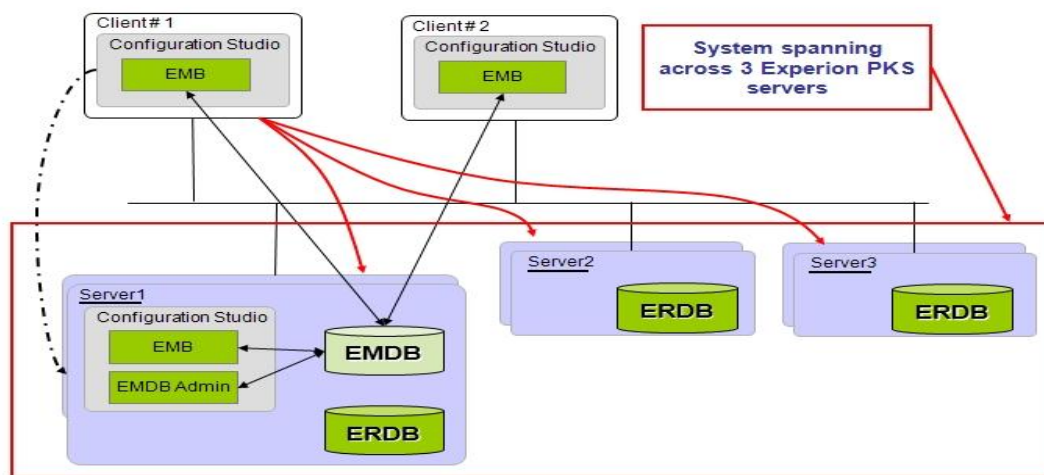 Client# 1
Configuration Studio
EMB
Client# 2
Configuration Studio
EMB
System spanning
across 3 Experion PKS
servers
Server1
Configuration Studio
EMB
EMDB Admin
EMDB
ERDB
Server2
ERDB
Server3
ERDB